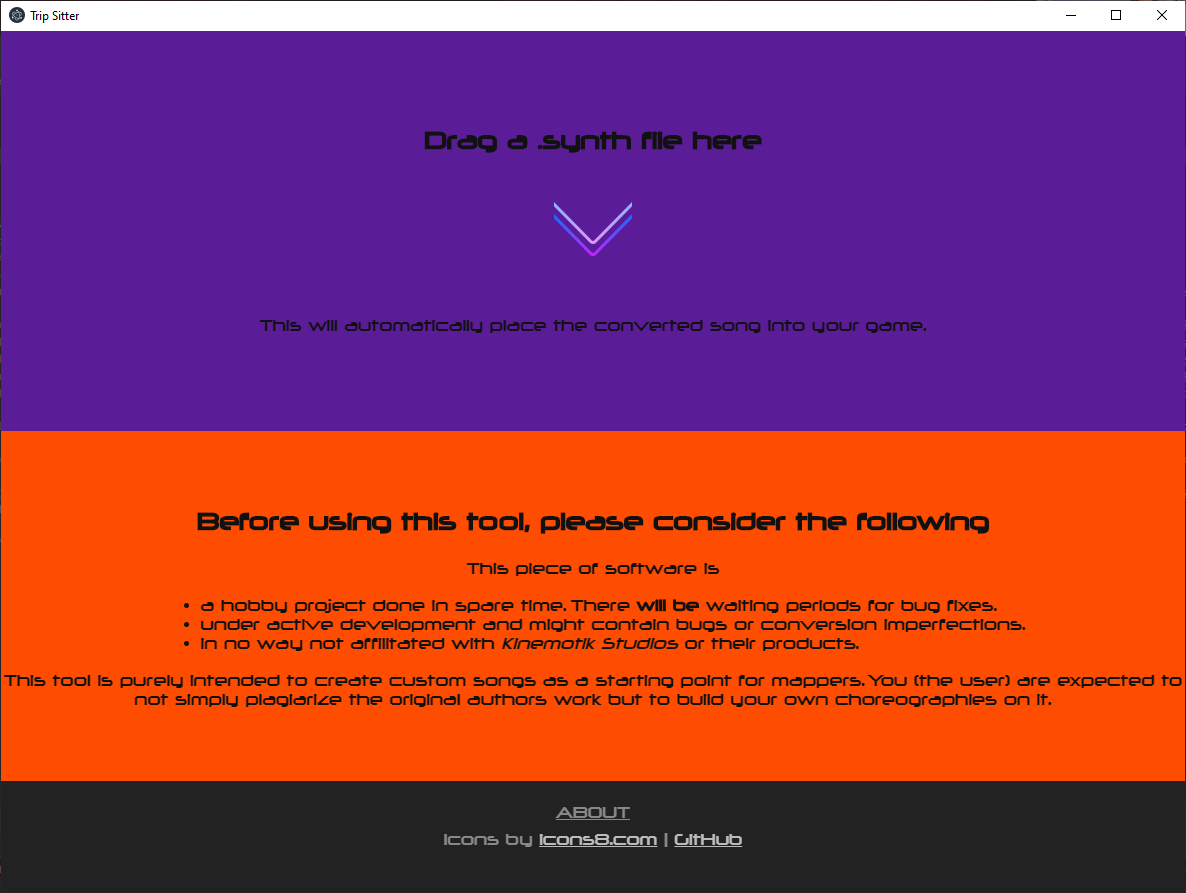 Trip Sitter
Drag a .synth file here
This will automatically place the converted song into your game.
Before using this tool, please consider the following
This piece of software is
• a hobby project done in spare time. There will be waiting periods for bug fixes.
• under active development and might contain bugs or conversion imperfections.
• in no way not affilitated with Kinemotik Studios or their products.
This tool is purely intended to create custom songs as a starting point for mappers. You (the user) are expected to
not simply plagiarize the original authors work but to build your own choreographies on it.
ABOUT
Icons by icons8.com | GitHub